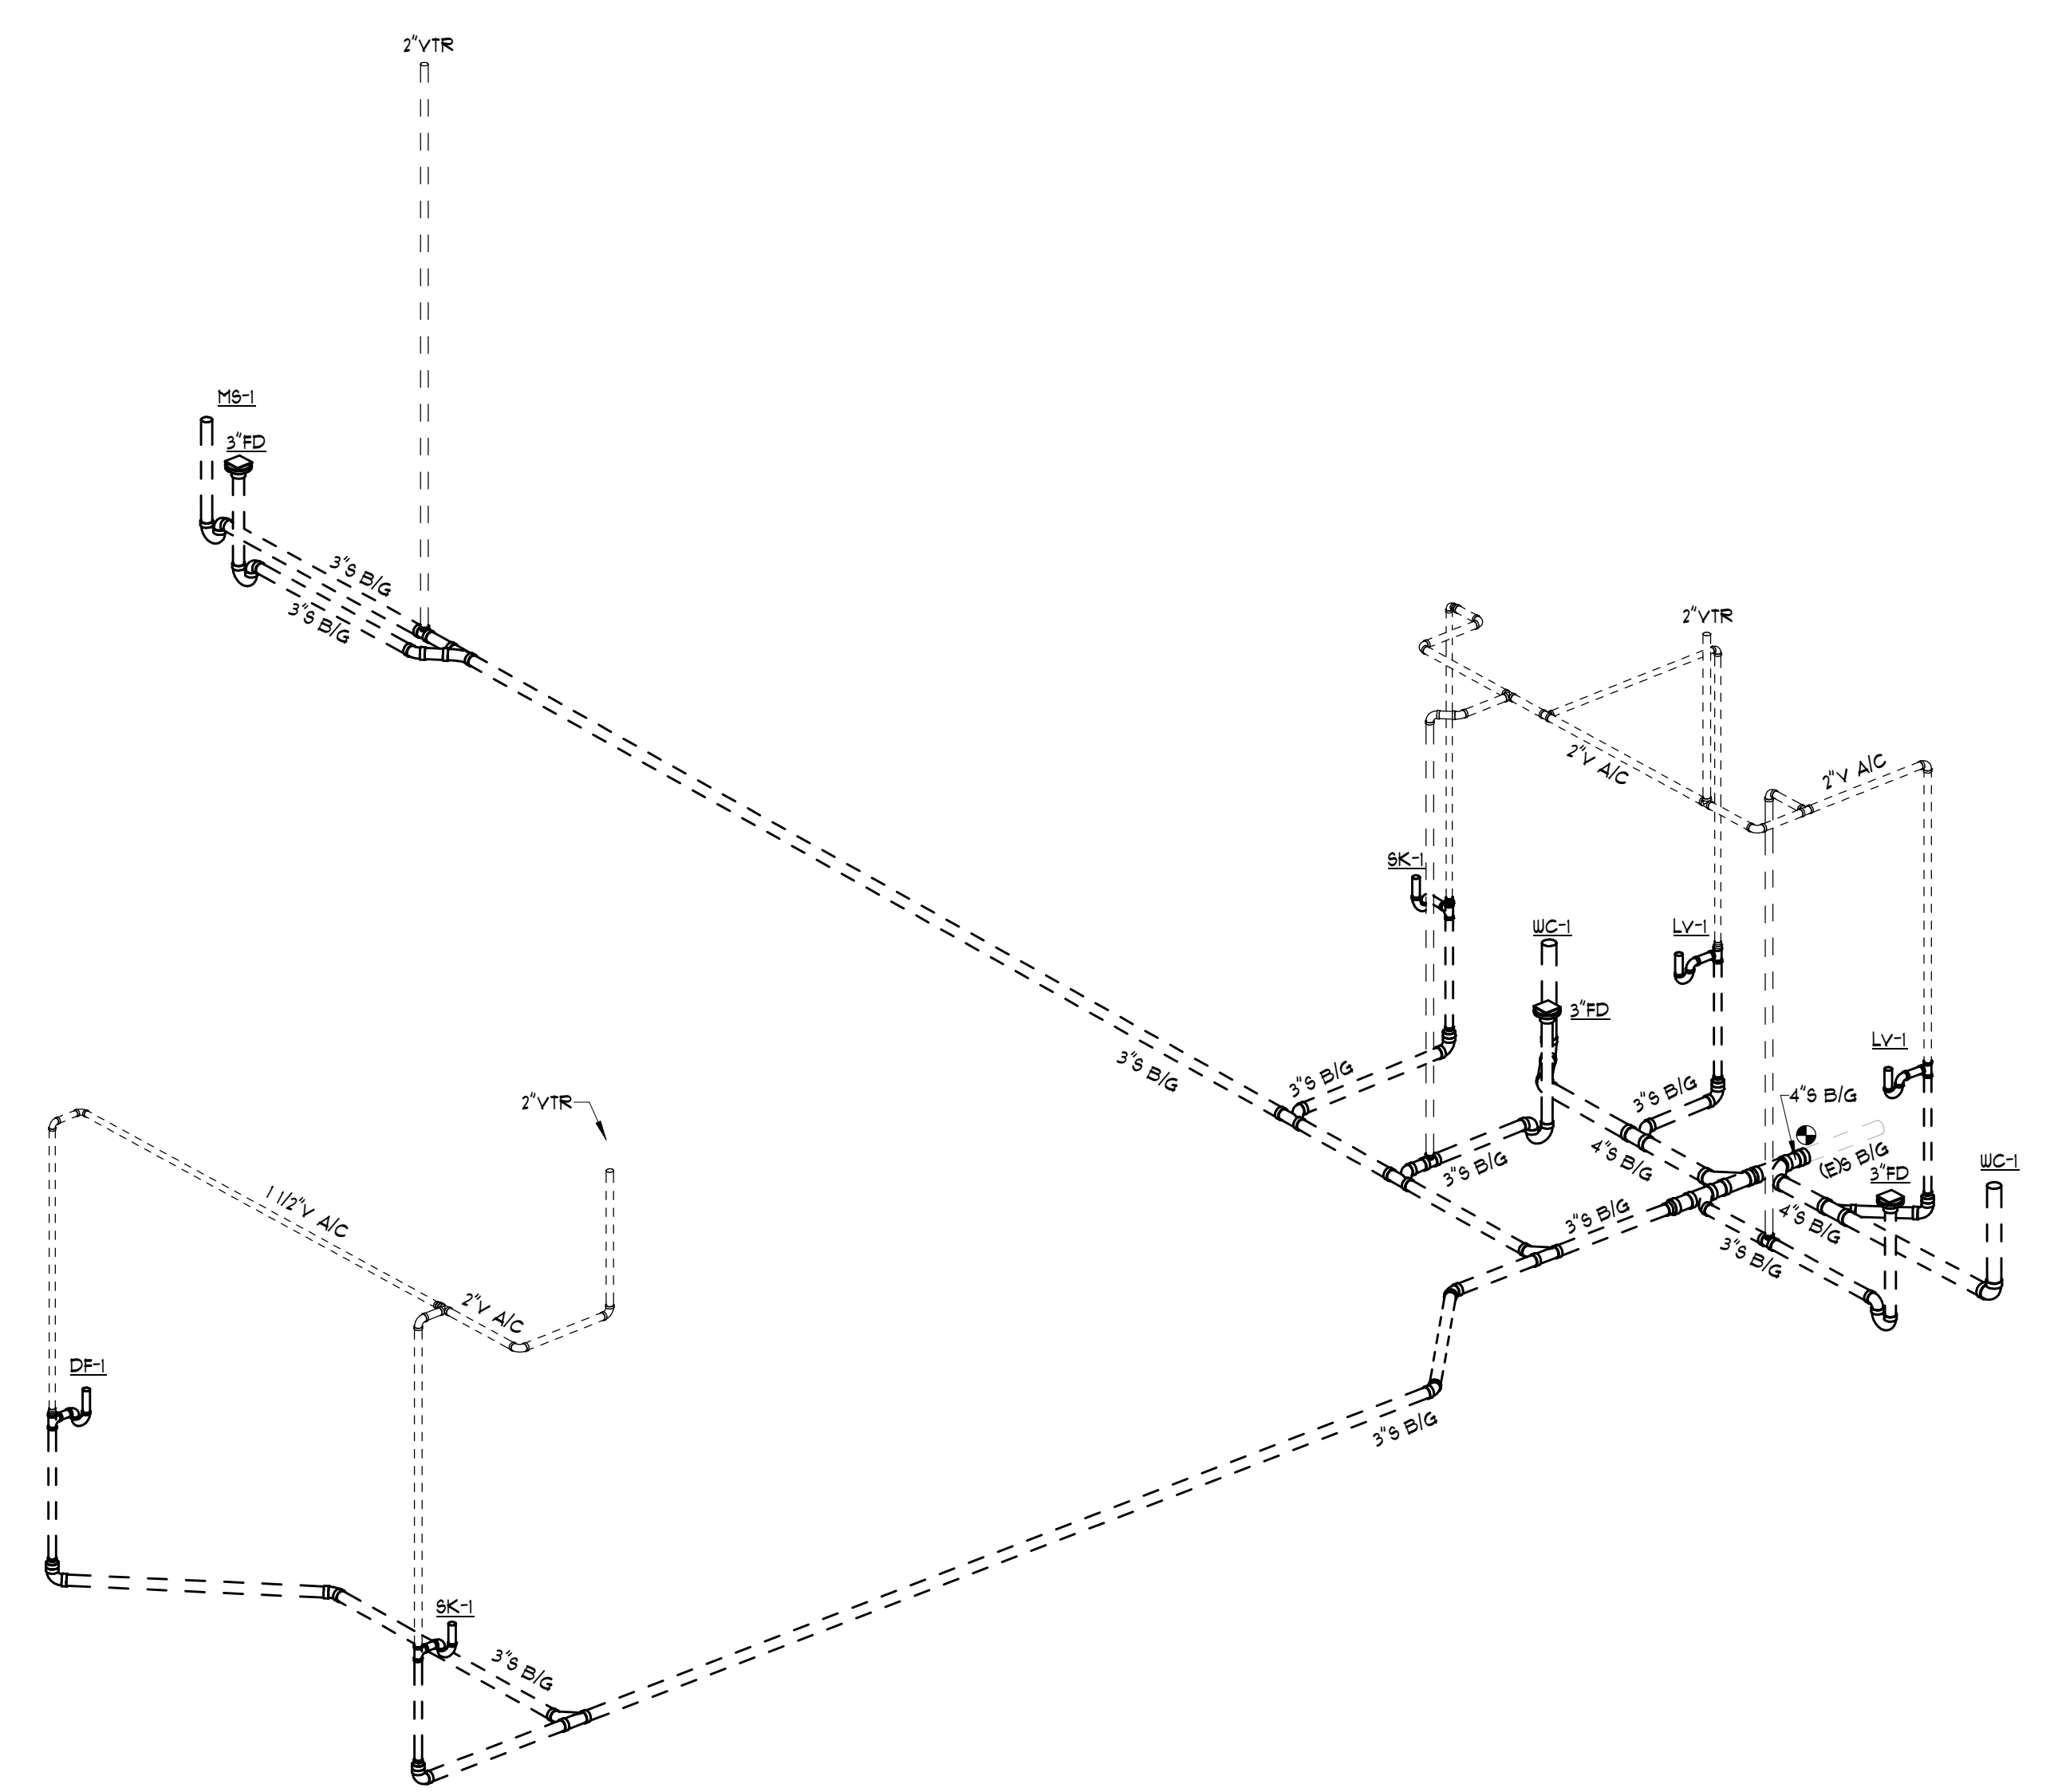 2"VTR
MS-1
3"FD
3"S B/G
3"S B/G
2"VTR
2"V A/C
2"V A/C
SK-1
WC-1
LV-1
3"FD
LV-1
3"S B/G
3"S B/G
3"S B/G
4"S B/G
2"VTR
4"S B/G
3"S B/G
(E)S B/G
WC-1
3"FD
1 1/2"V A/C
3"S B/G
4"S B/G
3"S B/G
2"V A/C
DF-1
3"S B/G
SK-1
3"S B/G